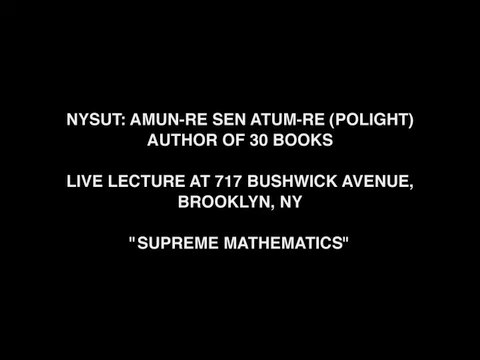 NYSUT: AMUN-RE SEN ATUM-RE (POLIGHT)
AUTHOR OF 30 BOOKS
LIVE LECTURE AT 717 BUSHWICK AVENUE,
BROOKLYN, NY
"SUPREME MATHEMATICS"